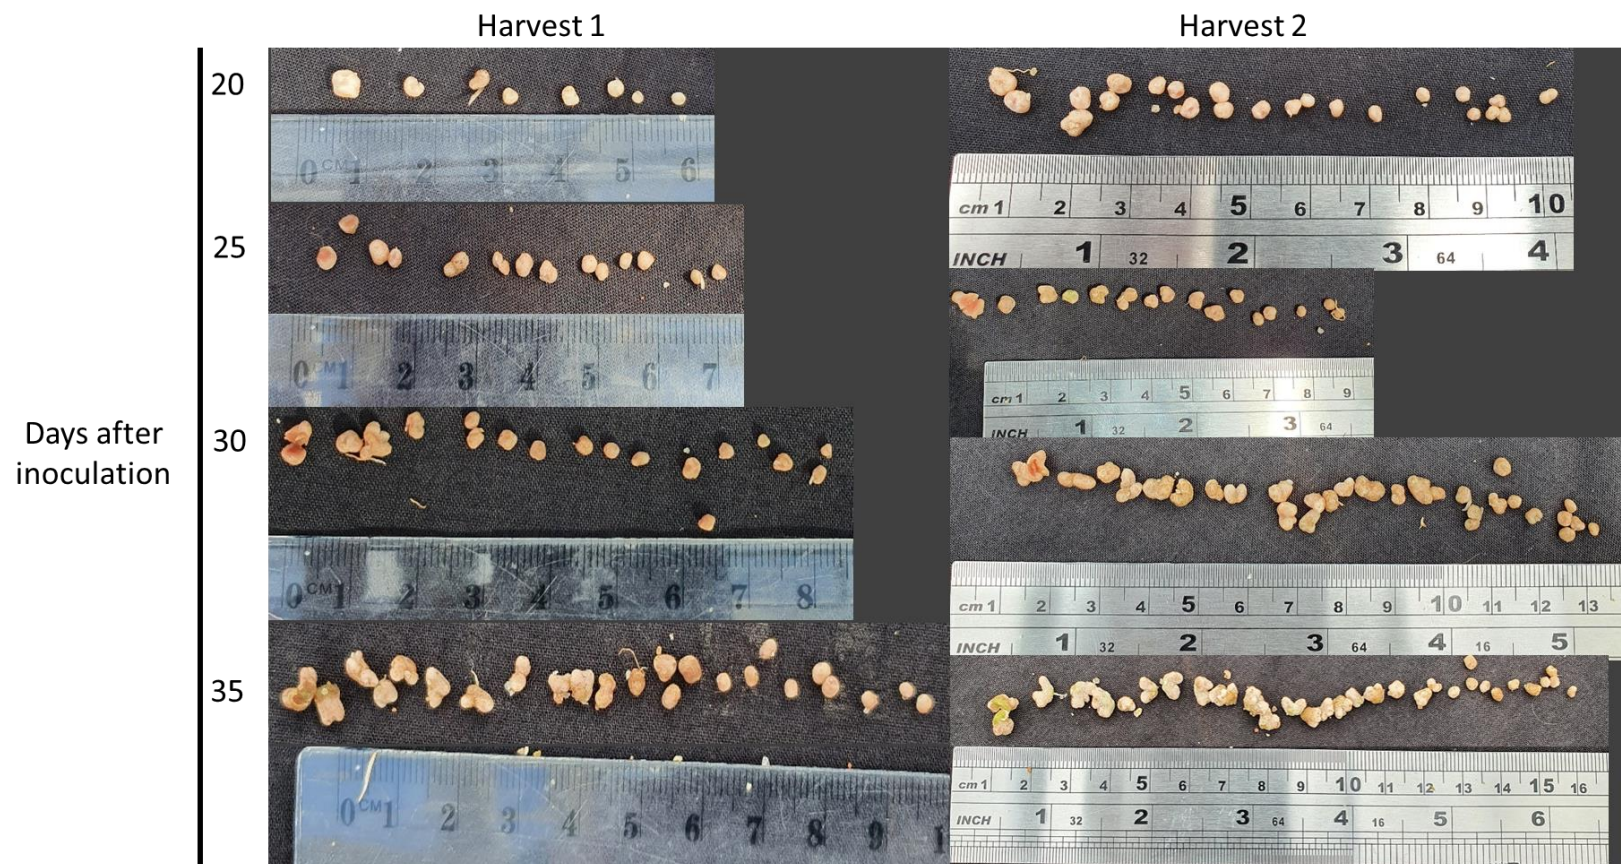 Harvest 1
Harvest 2
20
0 CM 1 2 3 4 5 6
cm 1 2 3 4 5 6 7 8 9 10
INCH 1 32 2 3 64 4
25
0 CM 1 2 3 4 5 6 7
cm 1 2 3 4 5 6 7 8 9
INCH 1 32 2 3 64
Days after
inoculation
30
0 CM 1 2 3 4 5 6 7 8
cm 1 2 3 4 5 6 7 8 9 10 11 12 13
INCH 1 32 2 3 64 4 16 5
35
0 CM 1 2 3 4 5 6 7 8 9 1
cm 1 2 3 4 5 6 7 8 9 10 11 12 13 14 15 16
INCH 1 32 2 3 64 4 16 5 6